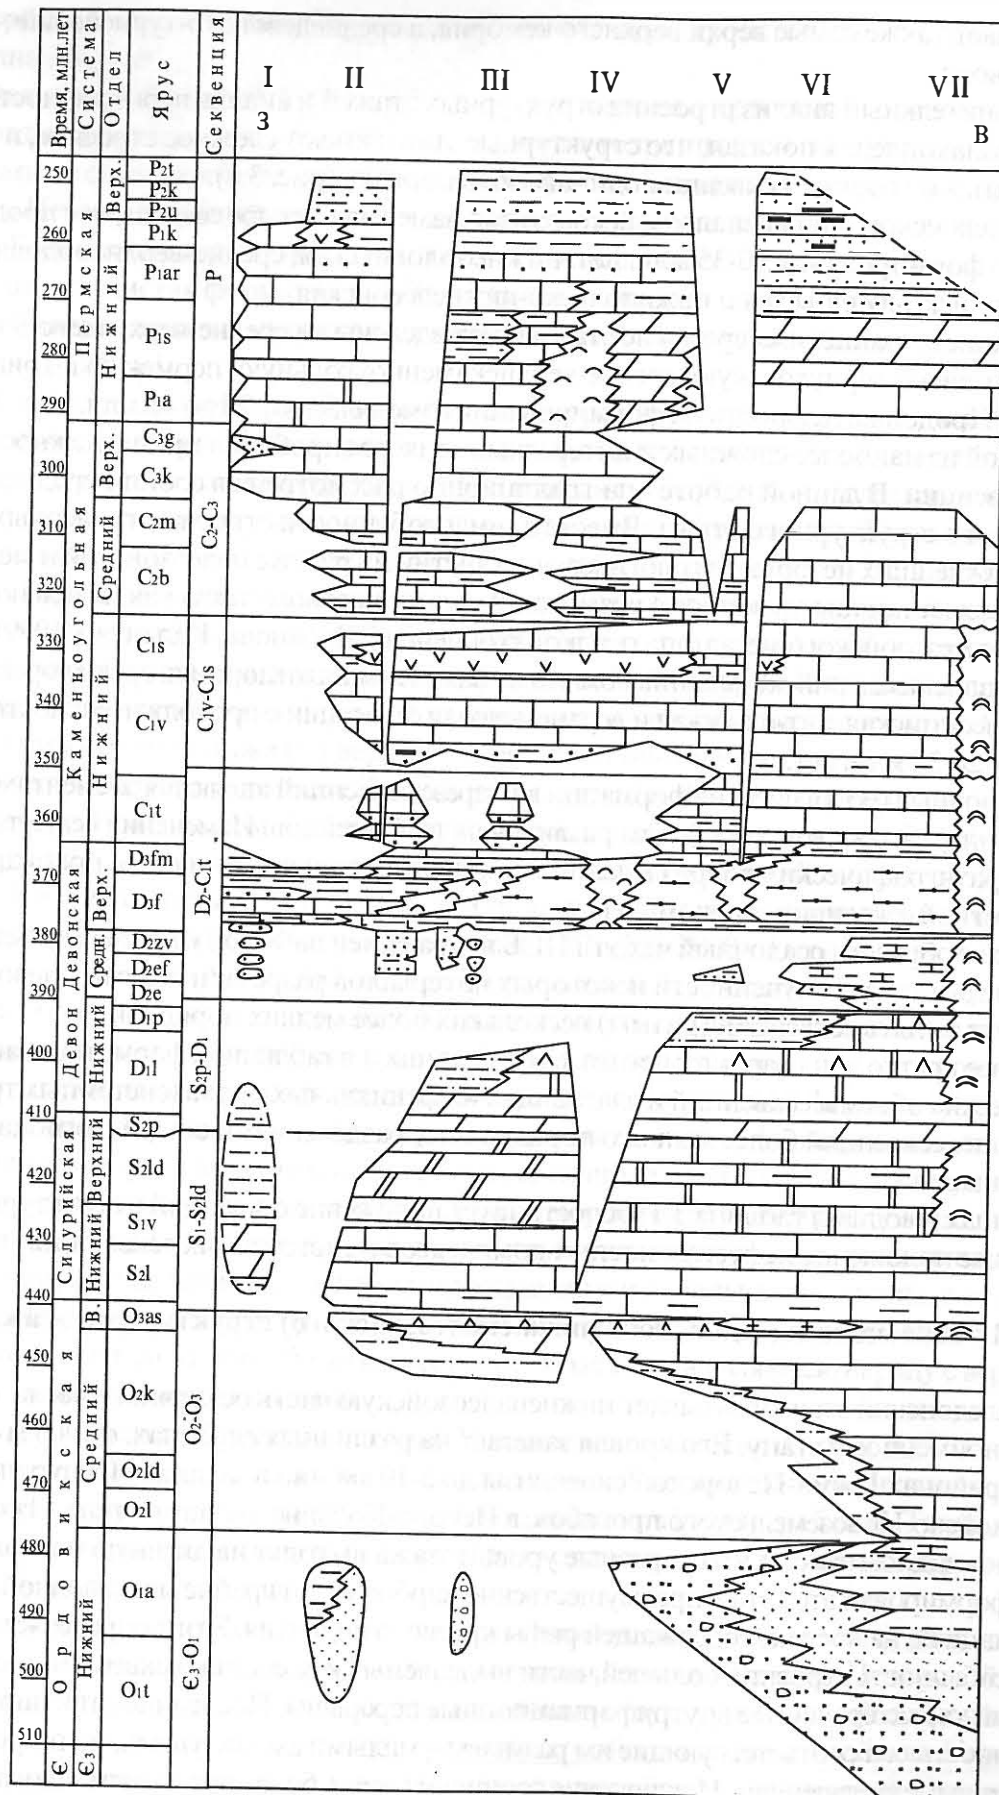 Время, млн.лет
Система
Отдел
Ярус
Секвенция
I II III IV V VI VII
З В
250
260
270
280
290
300
310
320
330
340
350
360
370
380
390
400
410
420
430
440
450
460
470
480
490
500
510
Пермская
Каменноугольная
Девонская
Девон
Силурийская
Ордовикская
Є
Верх.
Нижний
Верх.
Средний
Нижний
Верх.
Средн.
Нижний
Верхний
Нижний
В.
Средний
Нижний
Є3
P2t
P2k
P2u
P1k
P1ar
P1s
P1a
C3g
C3k
C2m
C2b
C1s
C1v
C1t
D3fm
D3f
D2zv
D2ef
D2e
D1p
D1l
S2p
S2ld
S1v
S2l
O3as
O2k
O2ld
O2l
O1a
O1t
P
C2-C3
C1v-C1s
D2-C1t
S2p-D1
S1-S2ld
O2-O3
Є3-O1